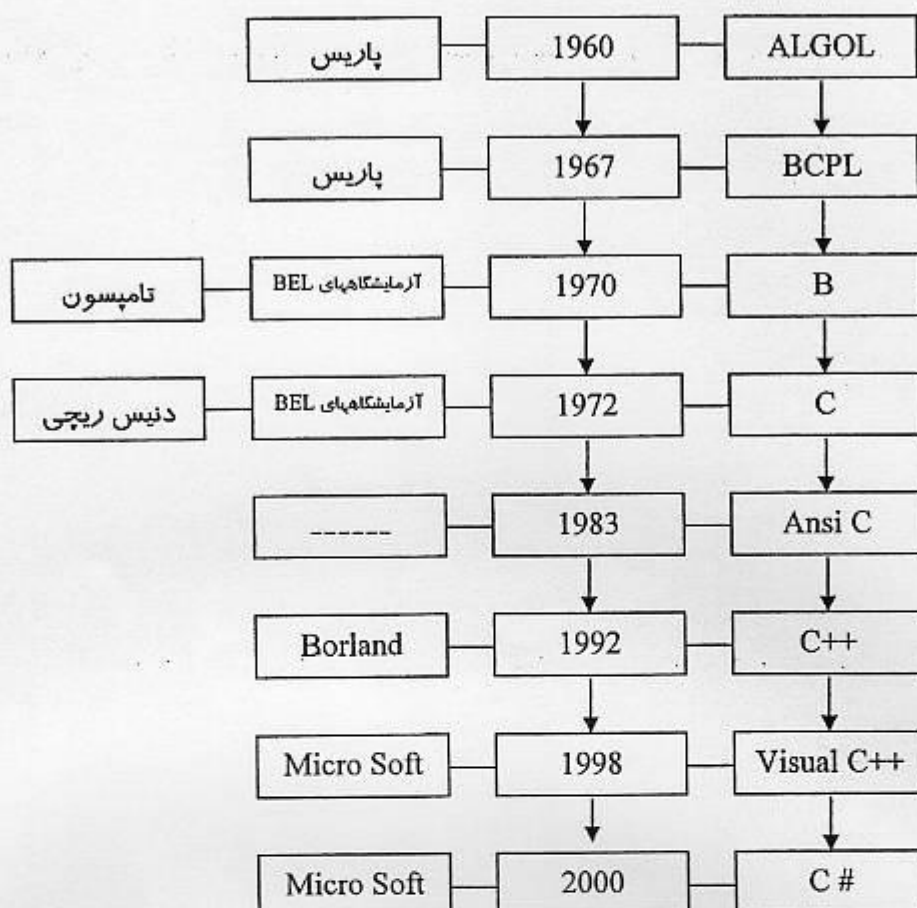 پاریس 1960 ALGOL
پاریس 1967 BCPL
تامپسون آزمایشگاههای BEL 1970 B
دنیس ریچی آزمایشگاههای BEL 1972 C
------ 1983 Ansi C
Borland 1992 C++
Micro Soft 1998 Visual C++
Micro Soft 2000 C #